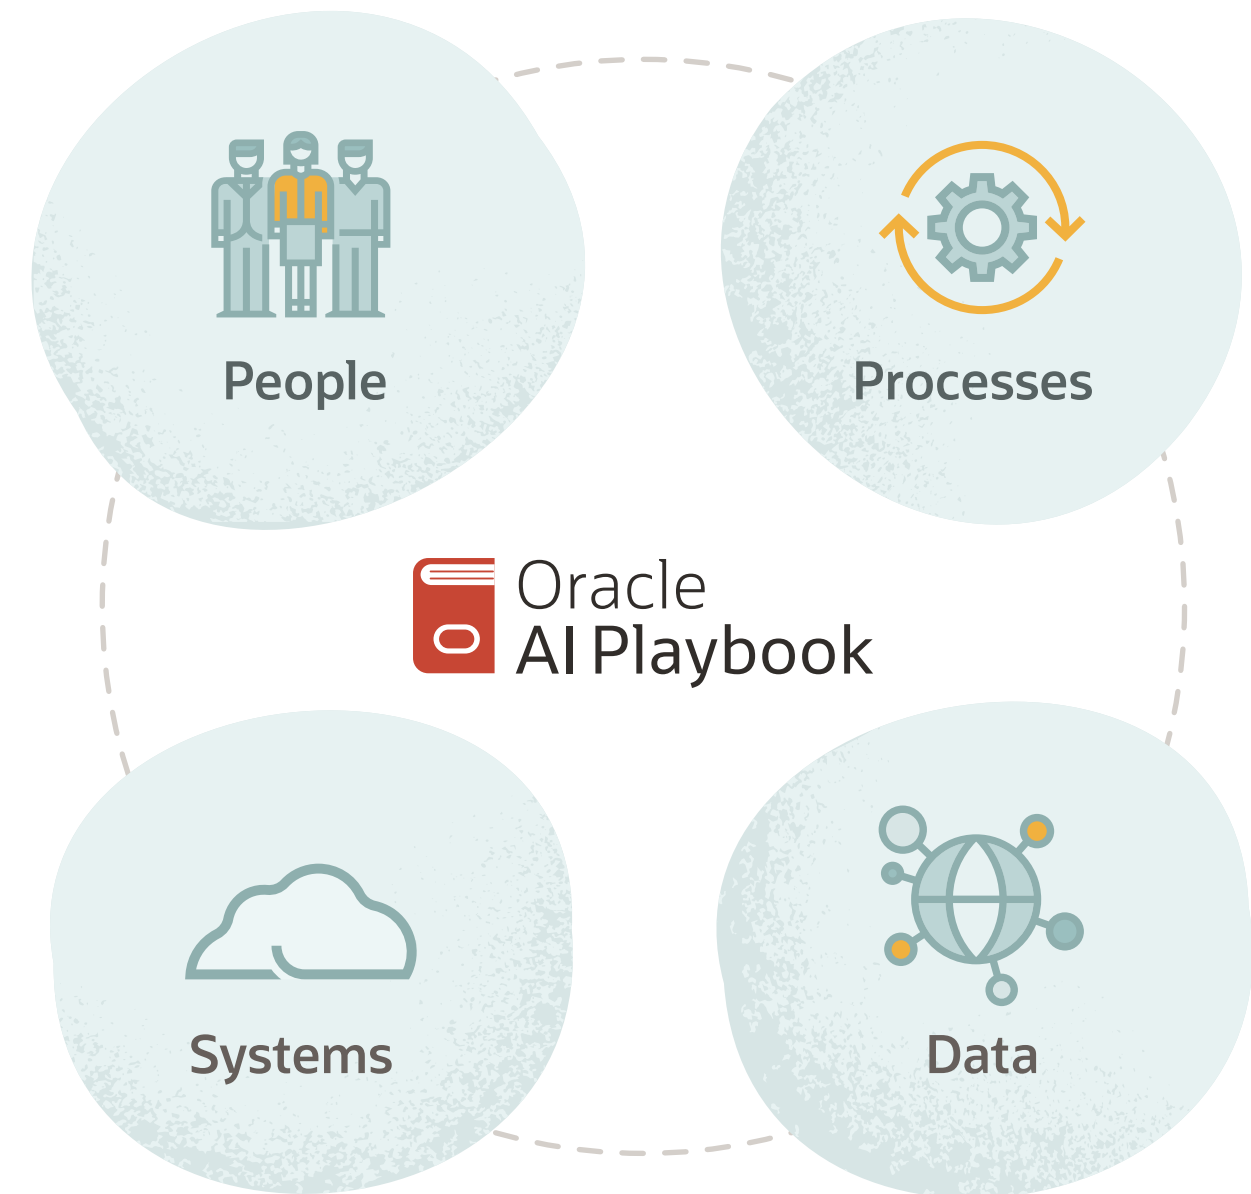 People
Processes
Oracle
AI Playbook
Systems
Data